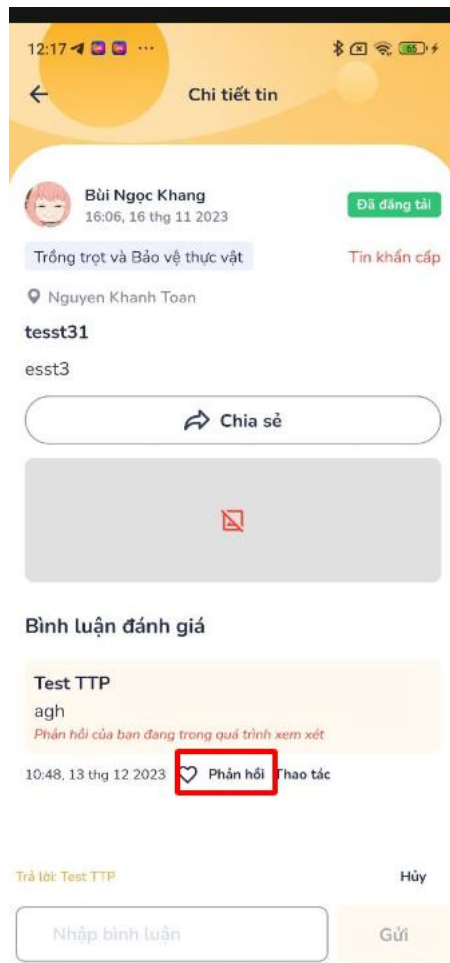 12:17
65
Chi tiết tin
Bùi Ngọc Khang
16:06, 16 thg 11 2023
Đã đăng tải
Trồng trọt và Bảo vệ thực vật
Tin khẩn cấp
Nguyen Khanh Toan
tesst31
esst3
Chia sẻ
Bình luận đánh giá
Test TTP
agh
Phản hồi của bạn đang trong quá trình xem xét
10:48, 13 thg 12 2023 Phản hồi Thao tác
Trả lời: Test TTP
Hủy
Nhập bình luận
Gửi